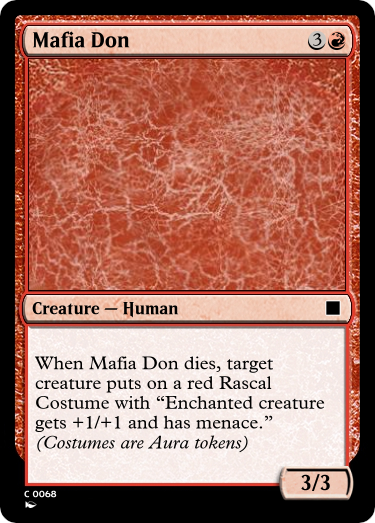 Mafia Don 3
Creature — Human
When Mafia Don dies, target
creature puts on a red Rascal
Costume with “Enchanted creature
gets +1/+1 and has menace.”
(Costumes are Aura tokens)
3/3
C 0068